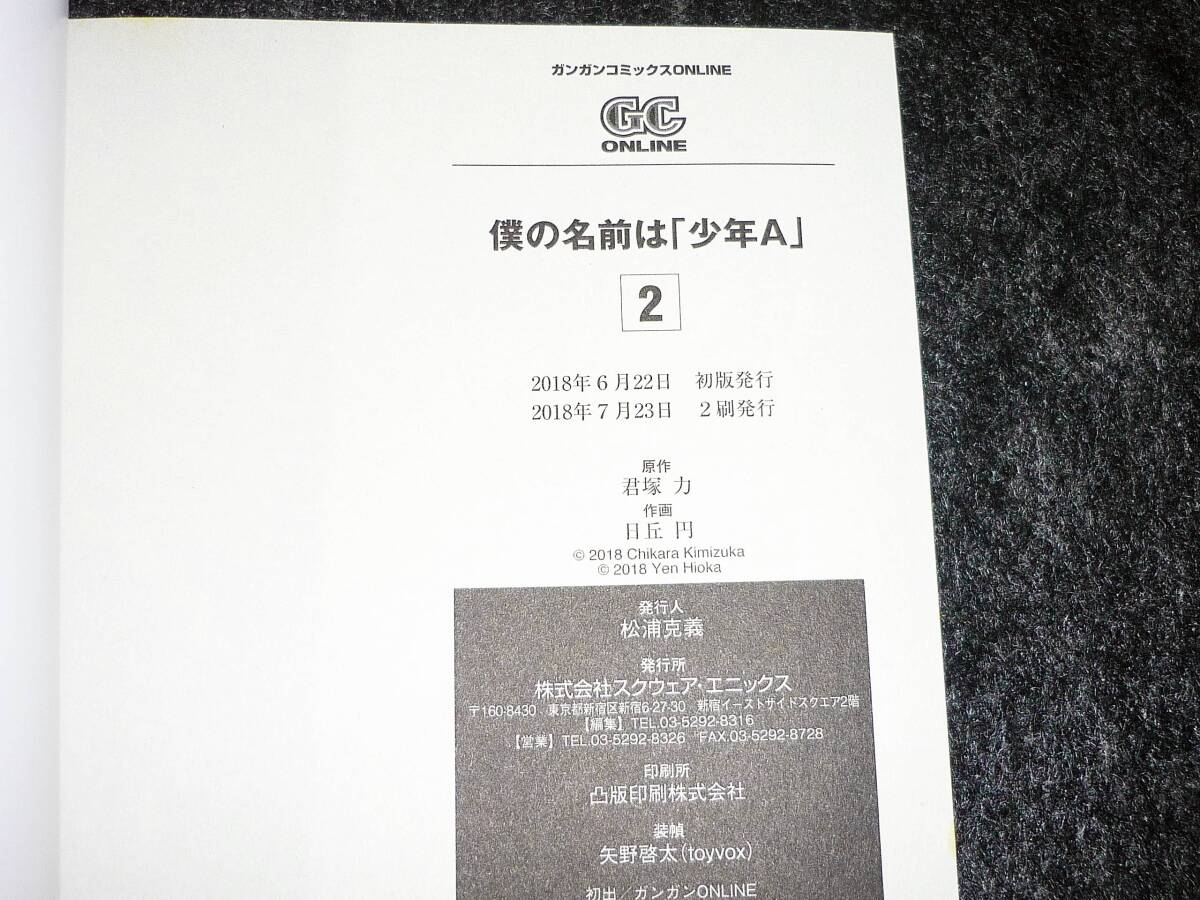 ガンガンコミックスONLINE
GC
ONLINE
僕の名前は「少年A」
2
2018年6月22日　初版発行
2018年7月23日　2刷発行
原作
君塚 力
作画
日丘 円
© 2018 Chikara Kimizuka
© 2018 Yen Hioka
発行人
松浦克義
発行所
株式会社スクウェア・エニックス
〒160-8430　東京都新宿区新宿6-27-30　新宿イーストサイドスクエア2階
【編集】TEL.03-5292-8316
【営業】TEL.03-5292-8326　FAX.03-5292-8728
印刷所
凸版印刷株式会社
装幀
矢野啓太(toyvox)
初出／ガンガンONLINE